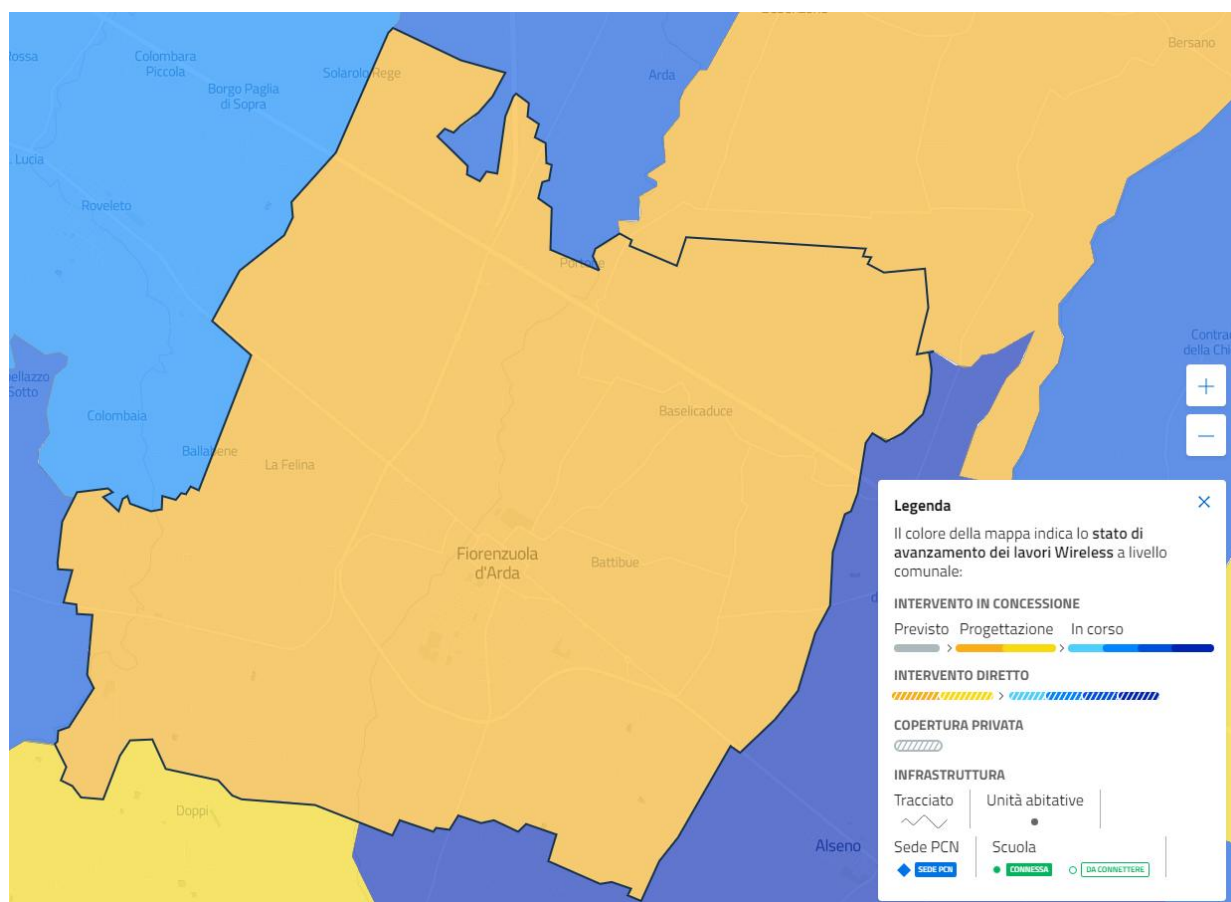 Bersano
Colombara
Piccola
Solarolo Rege
Arda
Borgo Paglia
di Sopra
Lucia
Roveleto
Colombaia
Sotto
Ballabene
La Felina
Baselicaduce
Fiorenzuola
d'Arda
Battibue
Doppi
Alseno
della Chi
+
−
Legenda
Il colore della mappa indica lo stato di
avanzamento dei lavori Wireless a livello
comunale:
INTERVENTO IN CONCESSIONE
Previsto > Progettazione > In corso
INTERVENTO DIRETTO
>
COPERTURA PRIVATA
INFRASTRUTTURA
Tracciato Unità abitative
Sede PCN Scuola
SEDE PCN CONNESSA DA CONNETTERE